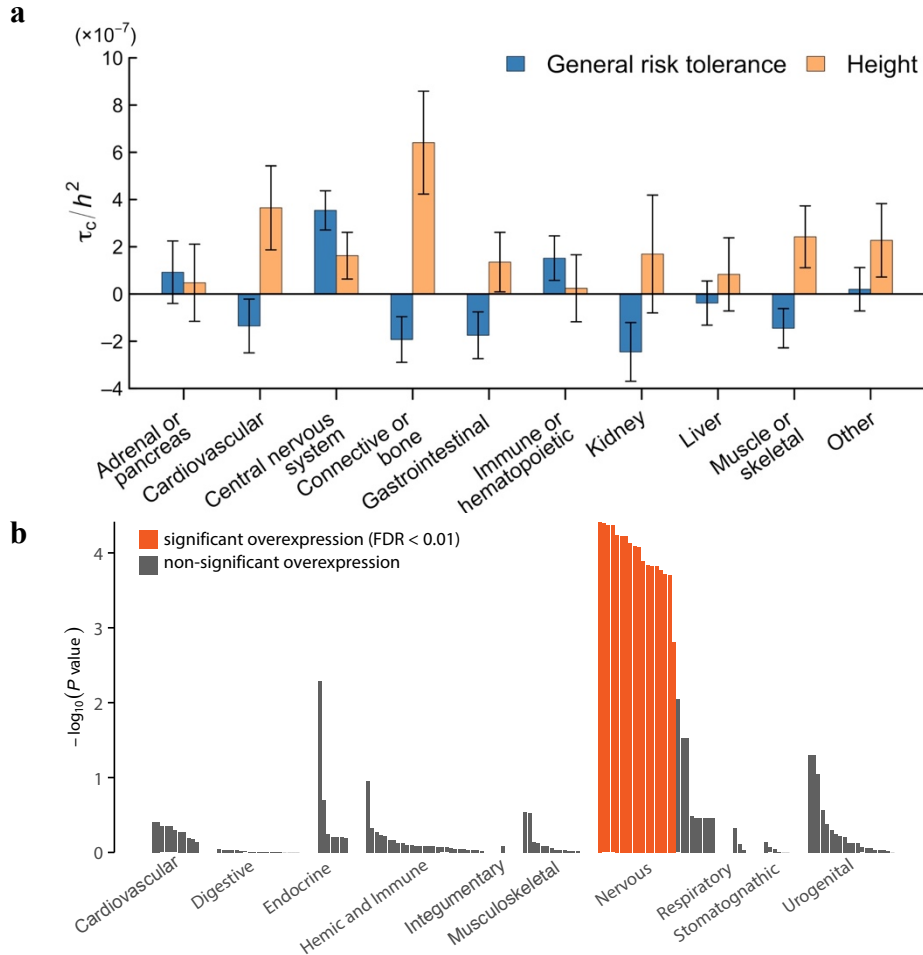 a
(×10⁻⁷)
10
8
6
4
2
0
−2
−4
τc/h²
General risk tolerance
Height
Adrenal or
pancreas
Cardiovascular
Central nervous
system
Connective or
bone
Gastrointestinal
Immune or
hematopoietic
Kidney
Liver
Muscle or
skeletal
Other
b
significant overexpression (FDR < 0.01)
non-significant overexpression
4
3
2
1
0
−log₁₀(P value)
Cardiovascular
Digestive
Endocrine
Hemic and Immune
Integumentary
Musculoskeletal
Nervous
Respiratory
Stomatognathic
Urogenital